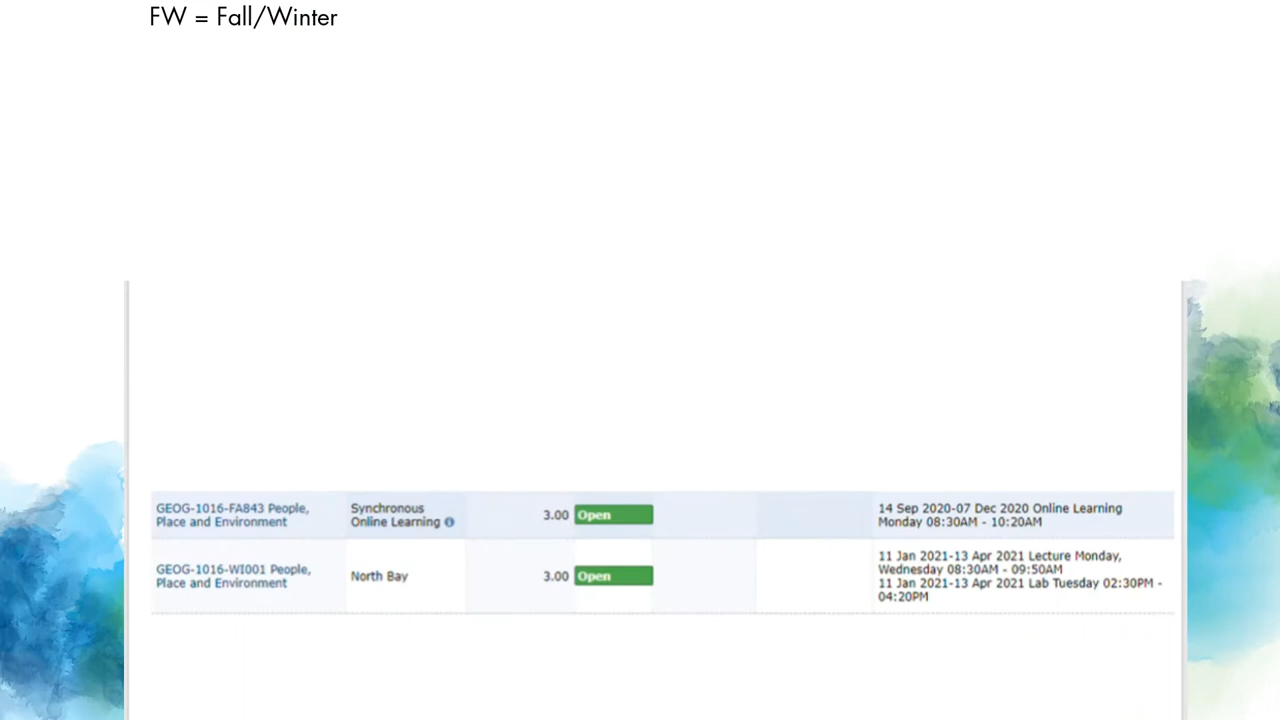 FW = Fall/Winter
GEOG-1016-FA843 People,
Place and Environment
Synchronous
Online Learning
3.00
Open
14 Sep 2020-07 Dec 2020 Online Learning
Monday 08:30AM - 10:20AM
GEOG-1016-WI001 People,
Place and Environment
North Bay
3.00
Open
11 Jan 2021-13 Apr 2021 Lecture Monday,
Wednesday 08:30AM - 09:50AM
11 Jan 2021-13 Apr 2021 Lab Tuesday 02:30PM -
04:20PM